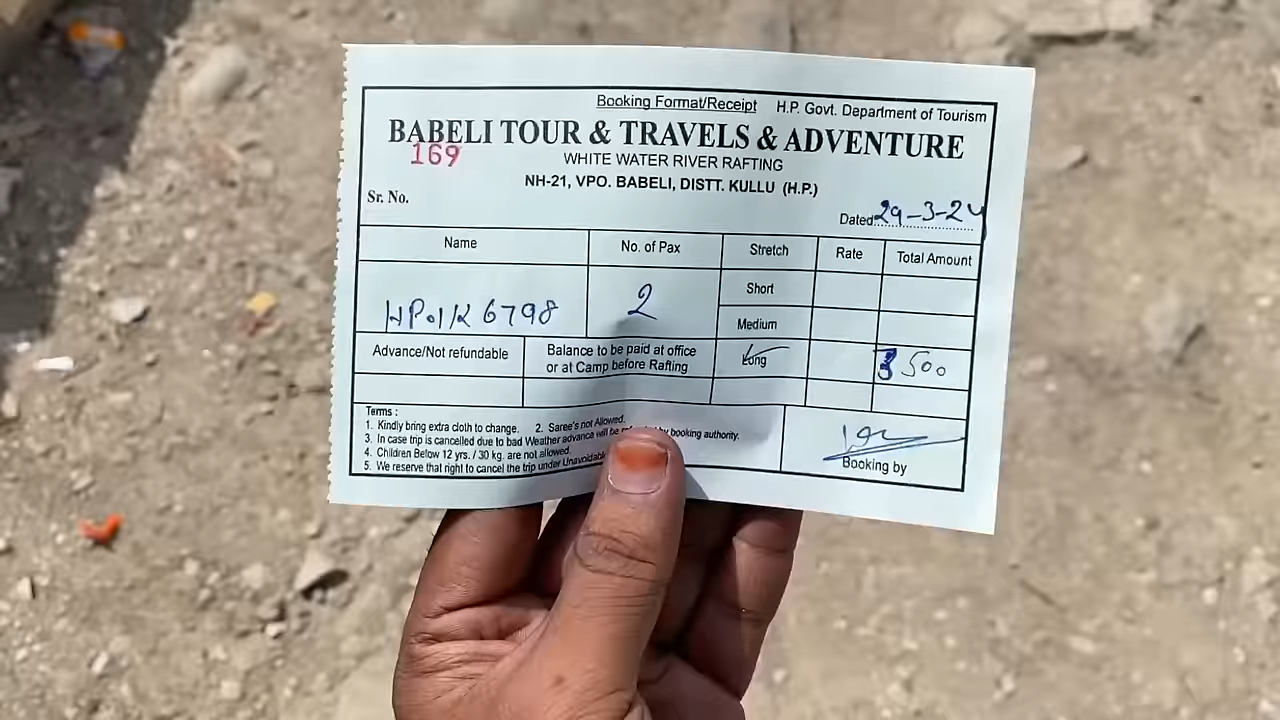 Booking Format/Receipt H.P. Govt. Department of Tourism
BABELI TOUR & TRAVELS & ADVENTURE
169
WHITE WATER RIVER RAFTING
NH-21, VPO. BABELI, DISTT. KULLU (H.P.)
Sr. No.
Dated 29-3-24
Name No. of Pax Stretch Rate Total Amount
HP01K 6798 2
Short
Medium
Advance/Not refundable Balance to be paid at office or at Camp before Rafting
Long 3500
Terms :
1. Kindly bring extra cloth to change. 2. Saree's not Allowed.
3. In case trip is cancelled due to bad Weather advance will be by booking authority.
4. Children Below 12 yrs. / 30 kg. are not allowed.
5. We reserve that right to cancel the trip under
Booking by